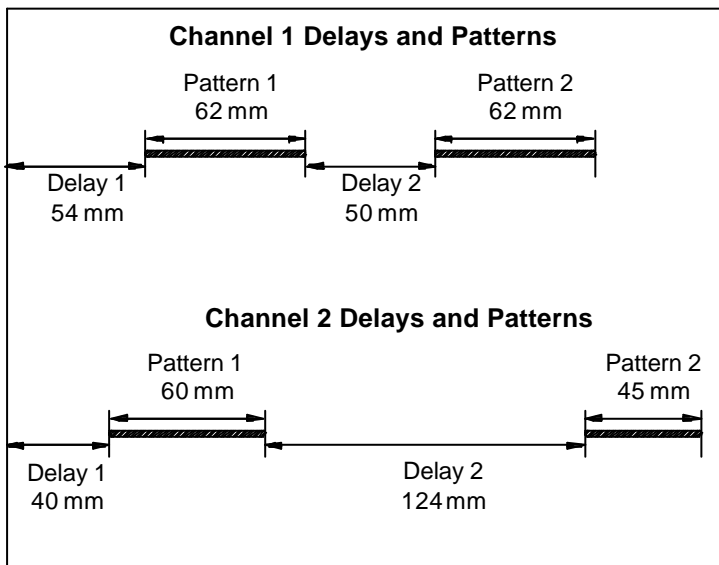 Channel 1 Delays and Patterns
Pattern 1
62 mm
Pattern 2
62 mm
Delay 1
54 mm
Delay 2
50 mm
Channel 2 Delays and Patterns
Pattern 1
60 mm
Pattern 2
45 mm
Delay 1
40 mm
Delay 2
124 mm